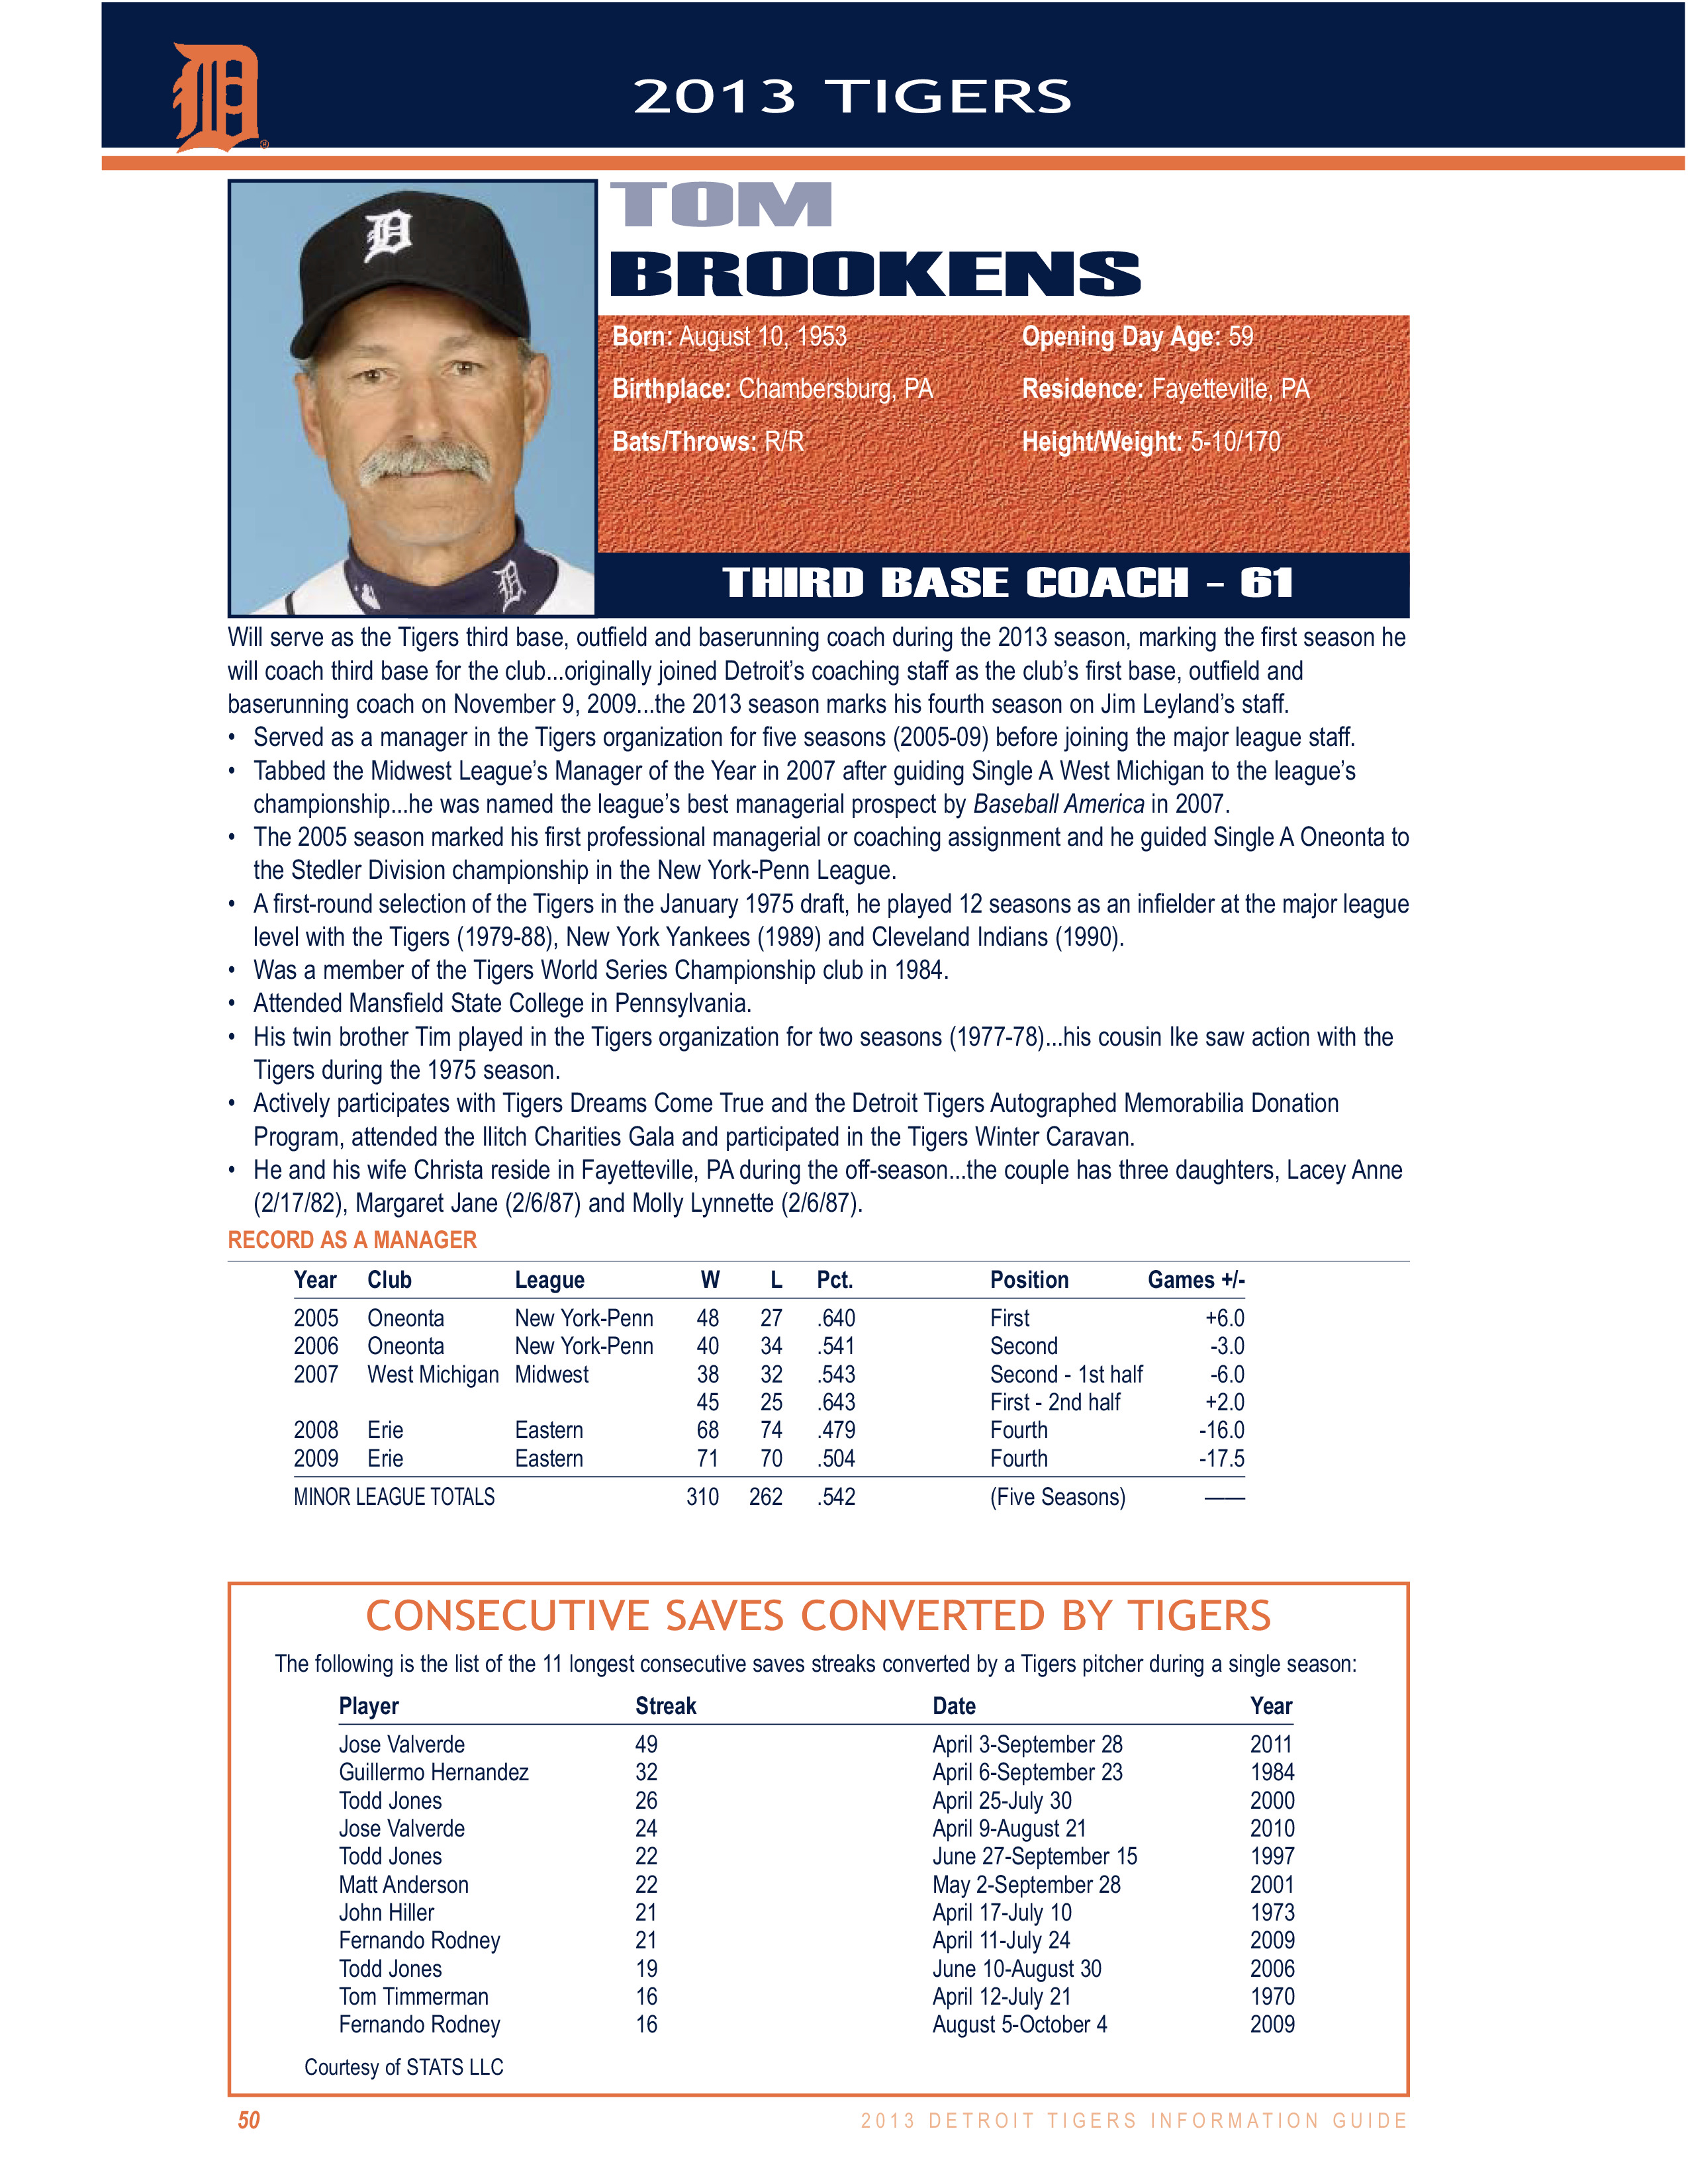 2013 TIGERS
TOM
BROOKENS
Born: August 10, 1953 Opening Day Age: 59
Birthplace: Chambersburg, PA Residence: Fayetteville, PA
Bats/Throws: R/R Height/Weight: 5-10/170
THIRD BASE COACH - 61
Will serve as the Tigers third base, outfield and baserunning coach during the 2013 season, marking the first season he
will coach third base for the club...originally joined Detroit's coaching staff as the club's first base, outfield and
baserunning coach on November 9, 2009...the 2013 season marks his fourth season on Jim Leyland's staff.
• Served as a manager in the Tigers organization for five seasons (2005-09) before joining the major league staff.
• Tabbed the Midwest League's Manager of the Year in 2007 after guiding Single A West Michigan to the league's
championship...he was named the league's best managerial prospect by Baseball America in 2007.
• The 2005 season marked his first professional managerial or coaching assignment and he guided Single A Oneonta to
the Stedler Division championship in the New York-Penn League.
• A first-round selection of the Tigers in the January 1975 draft, he played 12 seasons as an infielder at the major league
level with the Tigers (1979-88), New York Yankees (1989) and Cleveland Indians (1990).
• Was a member of the Tigers World Series Championship club in 1984.
• Attended Mansfield State College in Pennsylvania.
• His twin brother Tim played in the Tigers organization for two seasons (1977-78)...his cousin Ike saw action with the
Tigers during the 1975 season.
• Actively participates with Tigers Dreams Come True and the Detroit Tigers Autographed Memorabilia Donation
Program, attended the Ilitch Charities Gala and participated in the Tigers Winter Caravan.
• He and his wife Christa reside in Fayetteville, PA during the off-season...the couple has three daughters, Lacey Anne
(2/17/82), Margaret Jane (2/6/87) and Molly Lynnette (2/6/87).
RECORD AS A MANAGER
Year Club League W L Pct. Position Games +/-
2005 Oneonta New York-Penn 48 27 .640 First +6.0
2006 Oneonta New York-Penn 40 34 .541 Second -3.0
2007 West Michigan Midwest 38 32 .543 Second - 1st half -6.0
45 25 .643 First - 2nd half +2.0
2008 Erie Eastern 68 74 .479 Fourth -16.0
2009 Erie Eastern 71 70 .504 Fourth -17.5
MINOR LEAGUE TOTALS 310 262 .542 (Five Seasons) ——
CONSECUTIVE SAVES CONVERTED BY TIGERS
The following is the list of the 11 longest consecutive saves streaks converted by a Tigers pitcher during a single season:
Player Streak Date Year
Jose Valverde 49 April 3-September 28 2011
Guillermo Hernandez 32 April 6-September 23 1984
Todd Jones 26 April 25-July 30 2000
Jose Valverde 24 April 9-August 21 2010
Todd Jones 22 June 27-September 15 1997
Matt Anderson 22 May 2-September 28 2001
John Hiller 21 April 17-July 10 1973
Fernando Rodney 21 April 11-July 24 2009
Todd Jones 19 June 10-August 30 2006
Tom Timmerman 16 April 12-July 21 1970
Fernando Rodney 16 August 5-October 4 2009
Courtesy of STATS LLC
50 2013 DETROIT TIGERS INFORMATION GUIDE